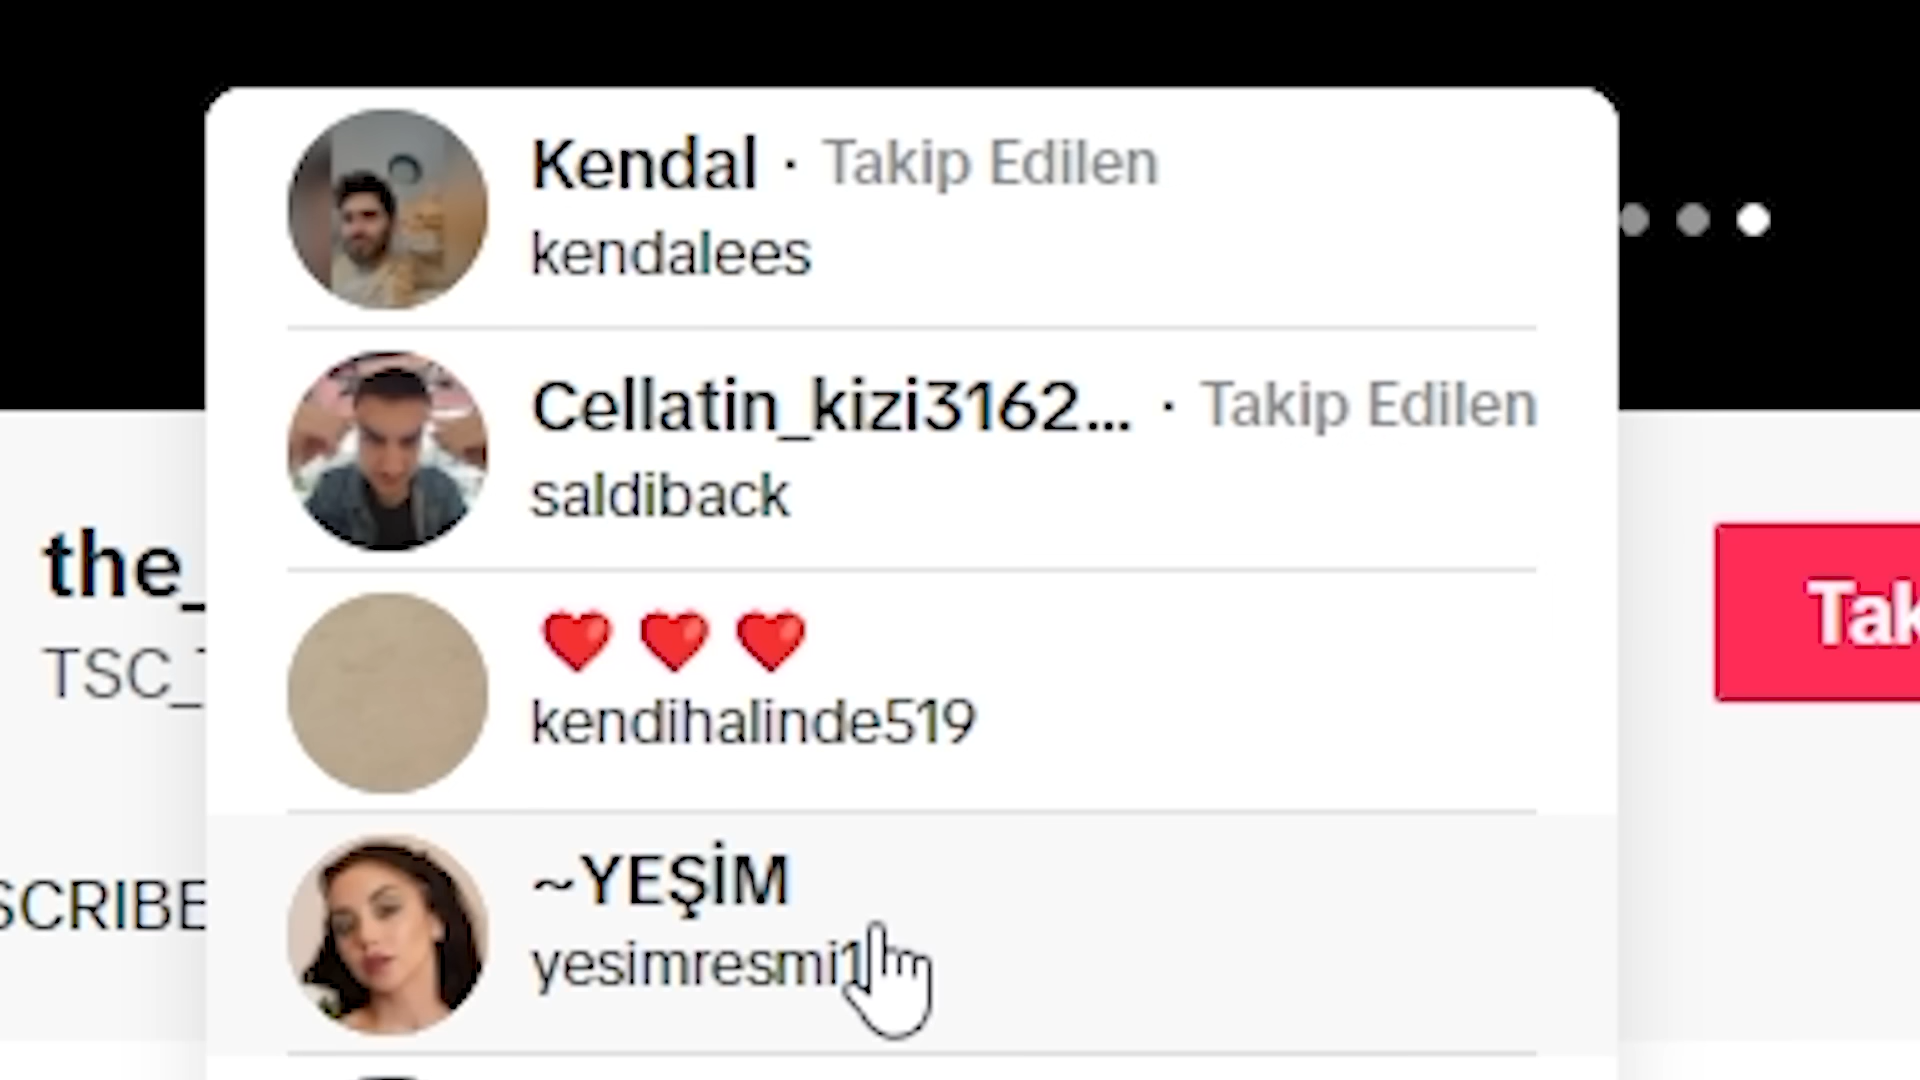 Kendal · Takip Edilen
kendalees
Cellatin_kizi3162... · Takip Edilen
saldiback
the_
TSC_
Tak
❤️ ❤️ ❤️
kendihalinde519
~YEŞİM
SCRIBE
yesimresmi1